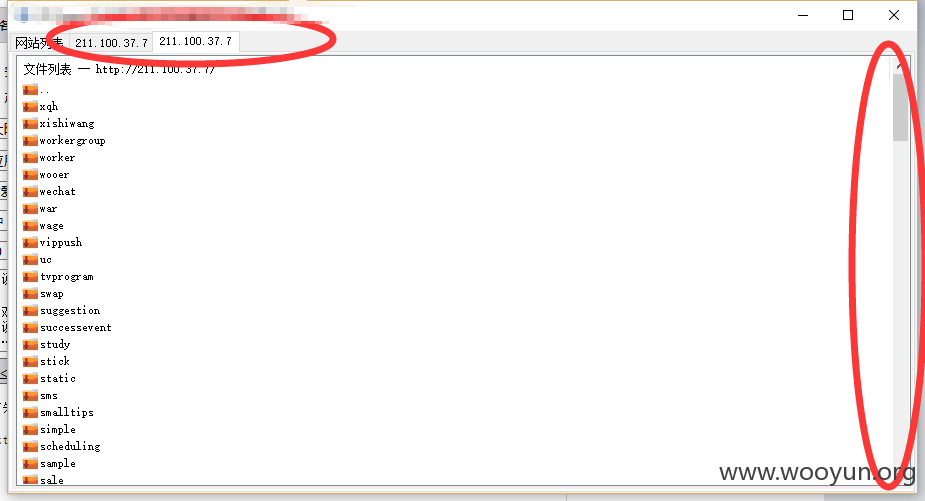 网站列表 211.100.37.7 211.100.37.7
文件列表 — http://211.100.37.7/
..
xqh
xishiwang
workergroup
worker
wooer
wechat
war
wage
vippush
uc
tvprogram
swap
suggestion
successevent
study
stick
static
sms
smalltips
simple
scheduling
sample
sale
www.wooyun.org